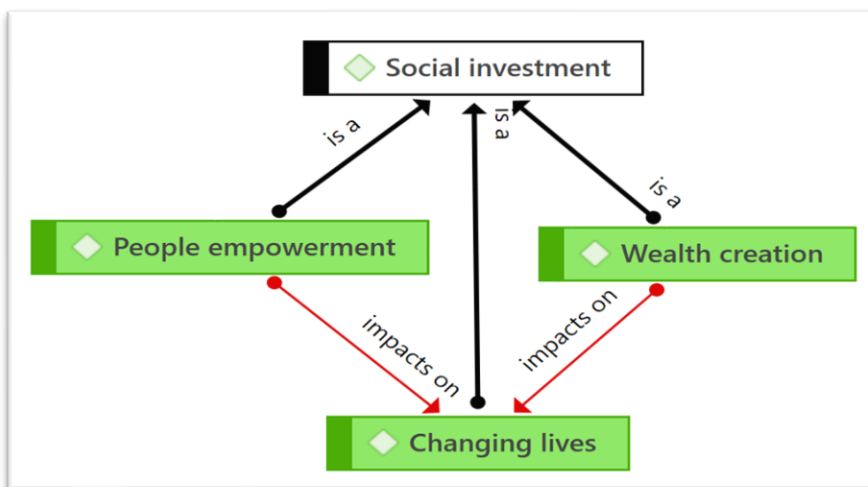 Social investment
is a
is a
is a
People empowerment
Wealth creation
impacts on
impacts on
Changing lives